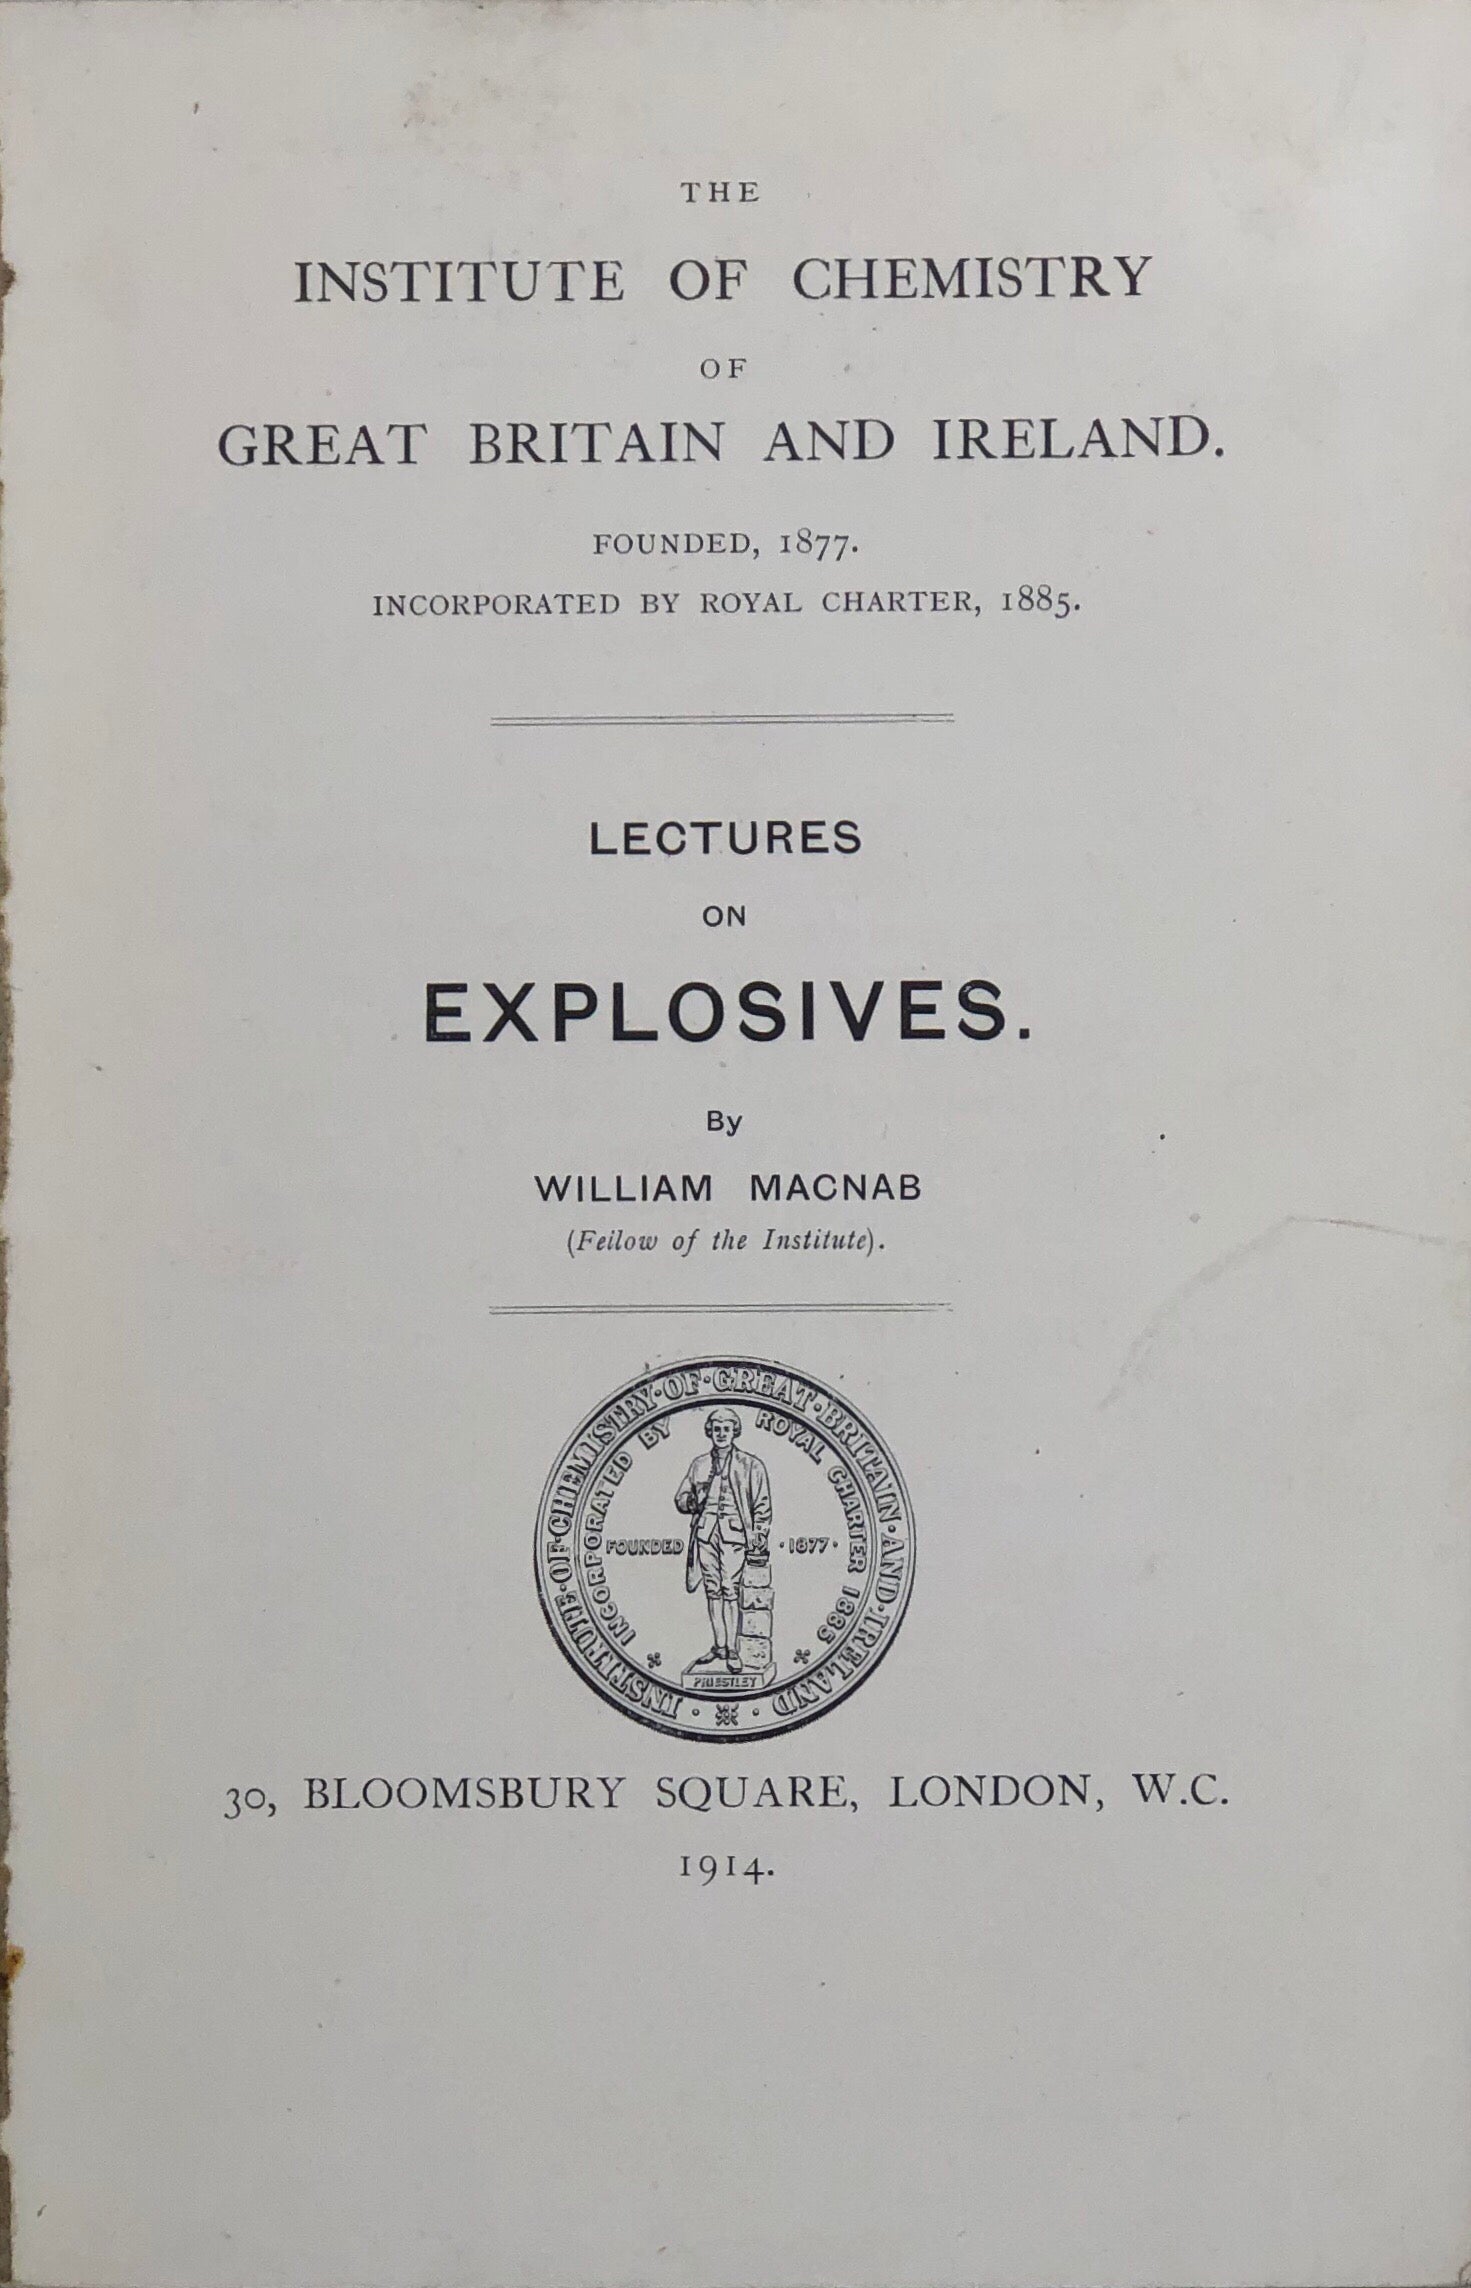 THE
INSTITUTE OF CHEMISTRY
OF
GREAT BRITAIN AND IRELAND.
FOUNDED, 1877.
INCORPORATED BY ROYAL CHARTER, 1885.
LECTURES
ON
EXPLOSIVES.
By
WILLIAM MACNAB
(Feilow of the Institute).
INSTITUTE·OF·CHEMISTRY·OF·GREAT·BRITAIN·AND·IRELAND
INCORPORATED BY ROYAL CHARTER 1885
FOUNDED ·1877·
PRIESTLEY
30, BLOOMSBURY SQUARE, LONDON, W.C.
1914.